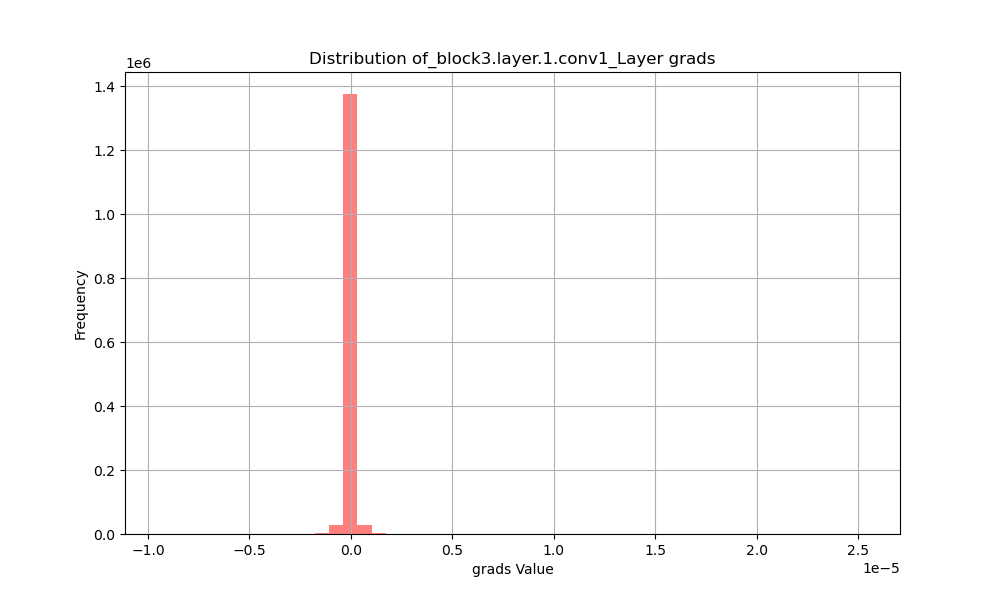 Distribution of_block3.layer.1.conv1_Layer grads
1e6
1.4
1.2
1.0
0.8
0.6
0.4
0.2
0.0
Frequency
−1.0 −0.5 0.0 0.5 1.0 1.5 2.0 2.5
grads Value
1e−5